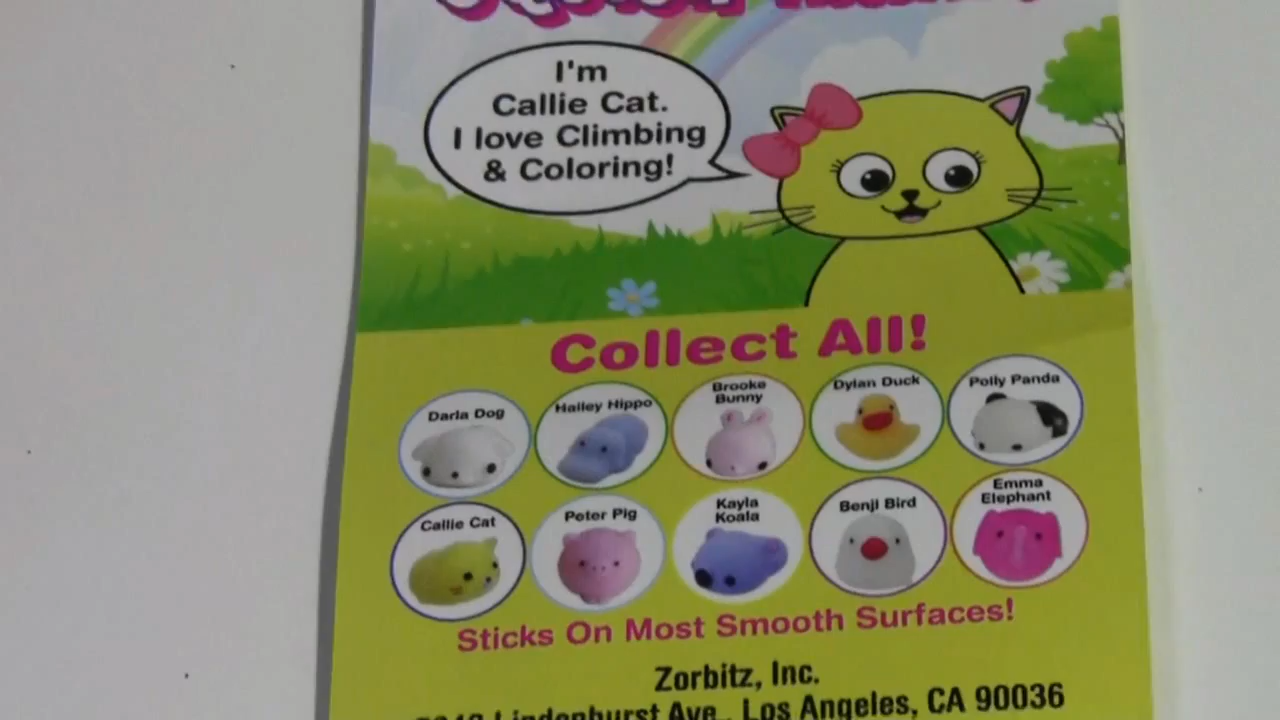 I'm
Callie Cat.
I love Climbing
& Coloring!
Collect All!
Darla Dog
Hailey Hippo
Brooke
Bunny
Dylan Duck
Polly Panda
Callie Cat
Peter Pig
Kayla
Koala
Benji Bird
Emma
Elephant
Sticks On Most Smooth Surfaces!
Zorbitz, Inc.
Lindenhurst Ave., Los Angeles, CA 90036